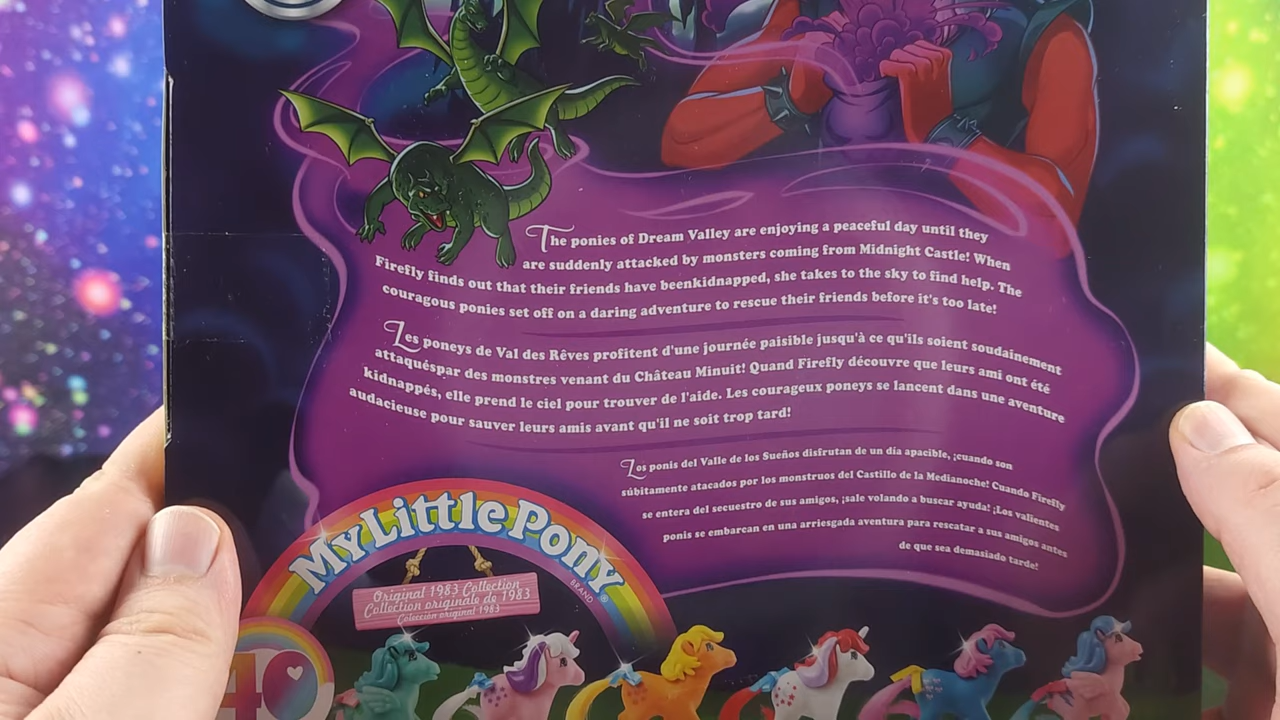 The ponies of Dream Valley are enjoying a peaceful day until they
are suddenly attacked by monsters coming from Midnight Castle! When
Firefly finds out that their friends have beenkidnapped, she takes to the sky to find help. The
couragous ponies set off on a daring adventure to rescue their friends before it's too late!
Les poneys de Val des Rêves profitent d'une journée paisible jusqu'à ce qu'ils soient soudainement
attaquéspar des monstres venant du Château Minuit! Quand Firefly découvre que leurs ami ont été
kidnappés, elle prend le ciel pour trouver de l'aide. Les courageux poneys se lancent dans une aventure
audacieuse pour sauver leurs amis avant qu'il ne soit trop tard!
Los ponis del Valle de los Sueños disfrutan de un día apacible, ¡cuando son
súbitamente atacados por los monstruos del Castillo de la Medianoche! Cuando Firefly
se entera del secuestro de sus amigos, ¡sale volando a buscar ayuda! ¡Los valientes
ponis se embarcan en una arriesgada aventura para rescatar a sus amigos antes
de que sea demasiado tarde!
My Little Pony
BRAND ®
Original 1983 Collection
Collection originale de 1983
Colección original 1983
40